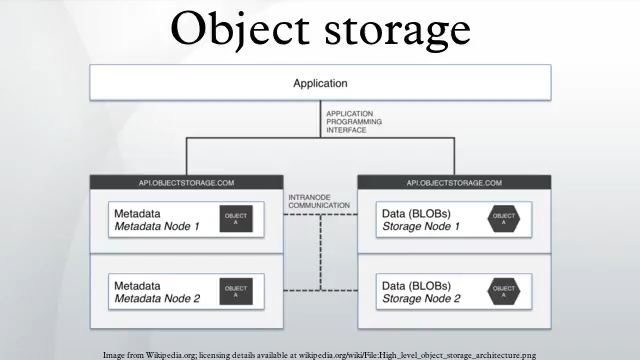 Object storage
Application
APPLICATION
PROGRAMMING
INTERFACE
API.OBJECTSTORAGE.COM
API.OBJECTSTORAGE.COM
INTRANODE
COMMUNICATION
Metadata
Metadata Node 1
OBJECT
A
Data (BLOBs)
Storage Node 1
OBJECT
A
Metadata
Metadata Node 2
OBJECT
A
Data (BLOBs)
Storage Node 2
OBJECT
A
Image from Wikipedia.org; licensing details available at wikipedia.org/wiki/File:High_level_object_storage_architecture.png